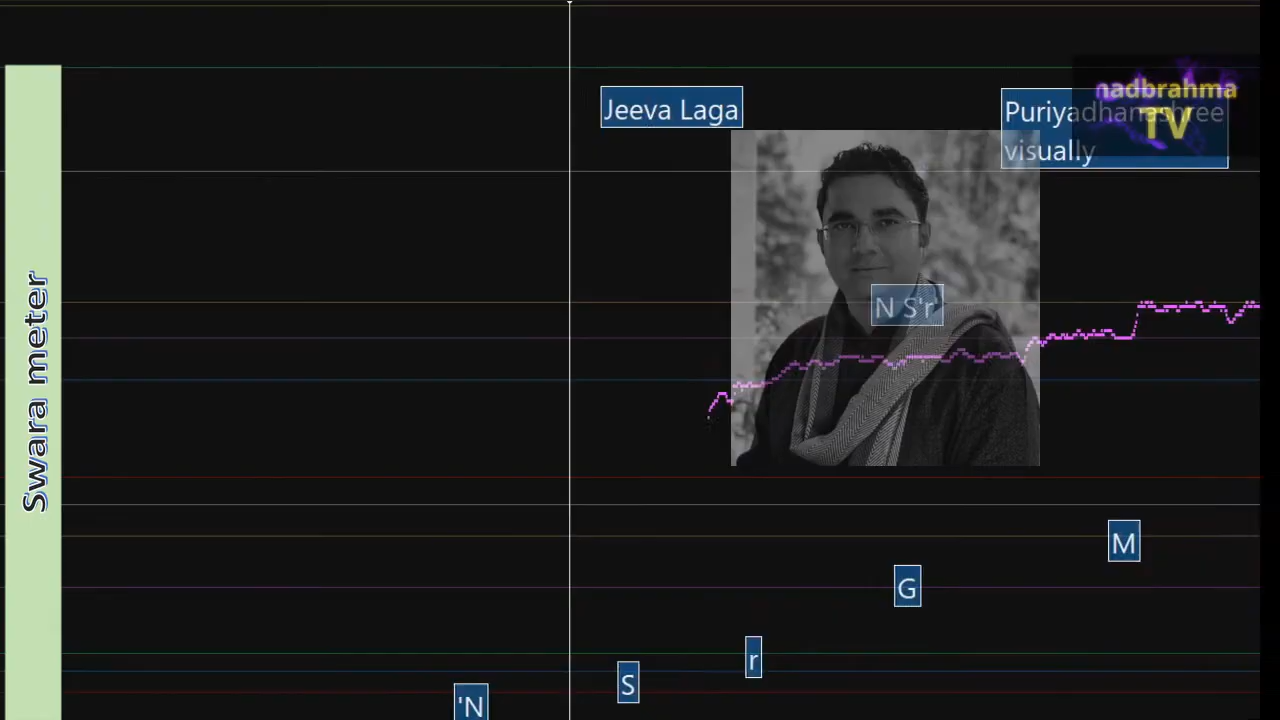 nadbrahma
TV
Jeeva Laga
Puriyadhanashree
visually
Swara meter
N S'r
M
G
r
S
'N